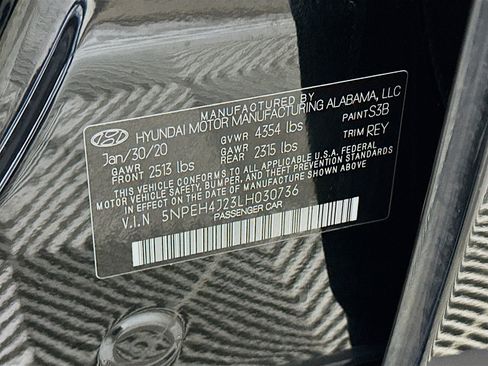 MANUFACTURED BY
HYUNDAI MOTOR MANUFACTURING ALABAMA, LLC
Jan/30/20 GVWR 4354 lbs PAINT S3B
GAWR FRONT 2513 lbs GAWR REAR 2315 lbs TRIM REY
THIS VEHICLE CONFORMS TO ALL APPLICABLE U.S.A. FEDERAL
MOTOR VEHICLE SAFETY, BUMPER, AND THEFT PREVENTION STANDARDS
IN EFFECT ON THE DATE OF MANUFACTURE SHOWN ABOVE.
V.I.N 5NPEH4J23LH030736
PASSENGER CAR